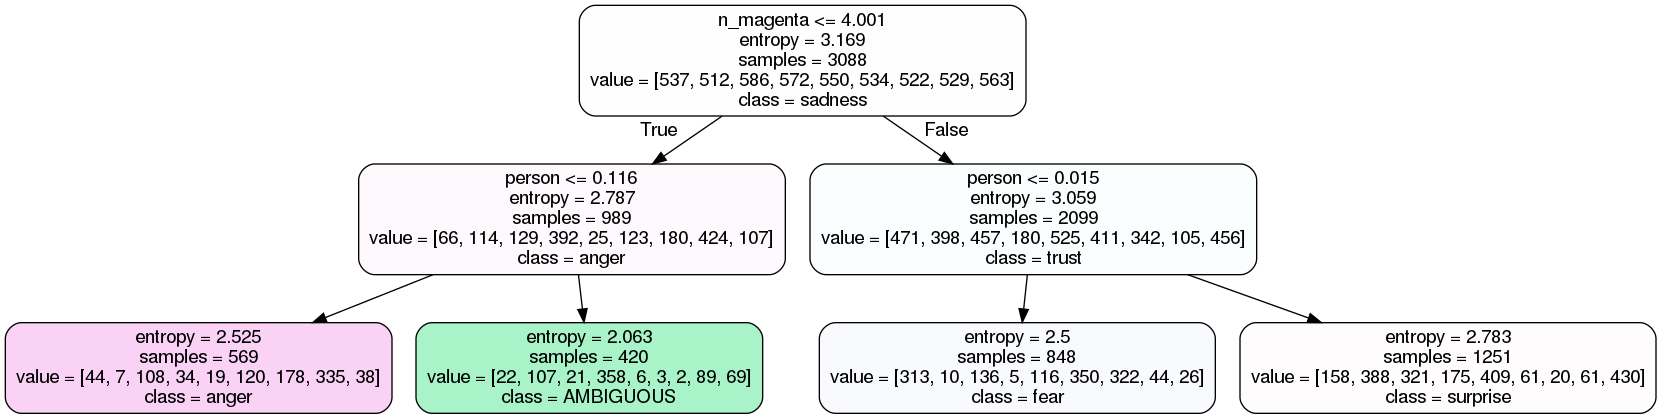 n_magenta <= 4.001
entropy = 3.169
samples = 3088
value = [537, 512, 586, 572, 550, 534, 522, 529, 563]
class = sadness
True
False
person <= 0.116
entropy = 2.787
samples = 989
value = [66, 114, 129, 392, 25, 123, 180, 424, 107]
class = anger
person <= 0.015
entropy = 3.059
samples = 2099
value = [471, 398, 457, 180, 525, 411, 342, 105, 456]
class = trust
entropy = 2.525
samples = 569
value = [44, 7, 108, 34, 19, 120, 178, 335, 38]
class = anger
entropy = 2.063
samples = 420
value = [22, 107, 21, 358, 6, 3, 2, 89, 69]
class = AMBIGUOUS
entropy = 2.5
samples = 848
value = [313, 10, 136, 5, 116, 350, 322, 44, 26]
class = fear
entropy = 2.783
samples = 1251
value = [158, 388, 321, 175, 409, 61, 20, 61, 430]
class = surprise